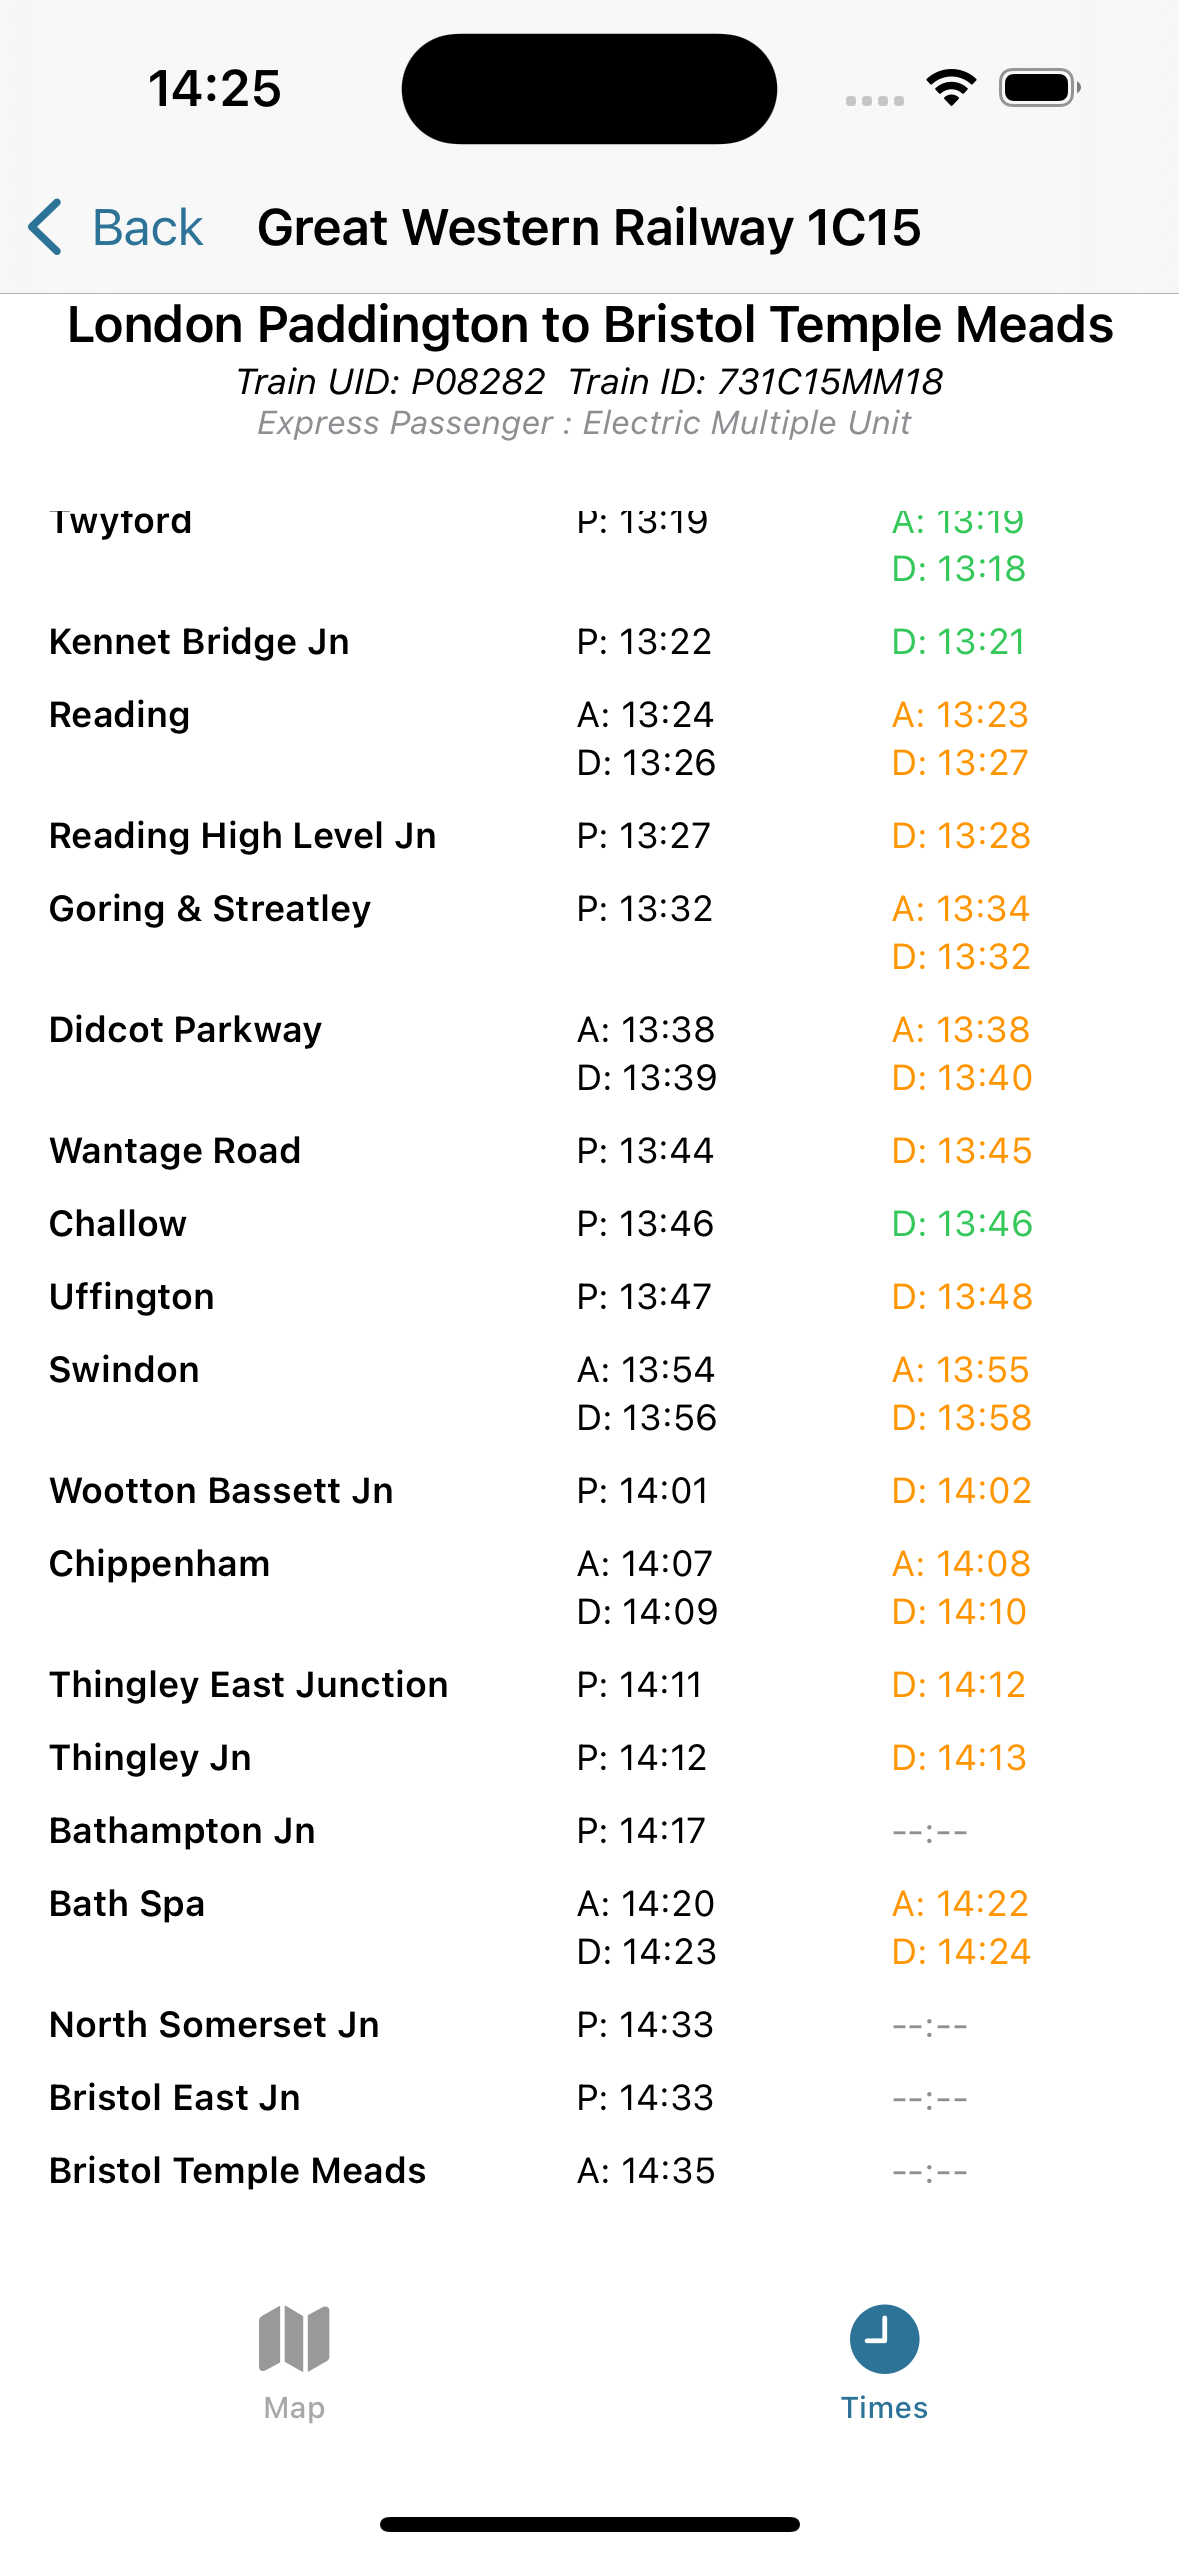 14:25
Back Great Western Railway 1C15
London Paddington to Bristol Temple Meads
Train UID: P08282 Train ID: 731C15MM18
Express Passenger : Electric Multiple Unit
Twyford P: 13:19 A: 13:19
D: 13:18
Kennet Bridge Jn P: 13:22 D: 13:21
Reading A: 13:24 A: 13:23
D: 13:26 D: 13:27
Reading High Level Jn P: 13:27 D: 13:28
Goring & Streatley P: 13:32 A: 13:34
D: 13:32
Didcot Parkway A: 13:38 A: 13:38
D: 13:39 D: 13:40
Wantage Road P: 13:44 D: 13:45
Challow P: 13:46 D: 13:46
Uffington P: 13:47 D: 13:48
Swindon A: 13:54 A: 13:55
D: 13:56 D: 13:58
Wootton Bassett Jn P: 14:01 D: 14:02
Chippenham A: 14:07 A: 14:08
D: 14:09 D: 14:10
Thingley East Junction P: 14:11 D: 14:12
Thingley Jn P: 14:12 D: 14:13
Bathampton Jn P: 14:17 --:--
Bath Spa A: 14:20 A: 14:22
D: 14:23 D: 14:24
North Somerset Jn P: 14:33 --:--
Bristol East Jn P: 14:33 --:--
Bristol Temple Meads A: 14:35 --:--
Map Times